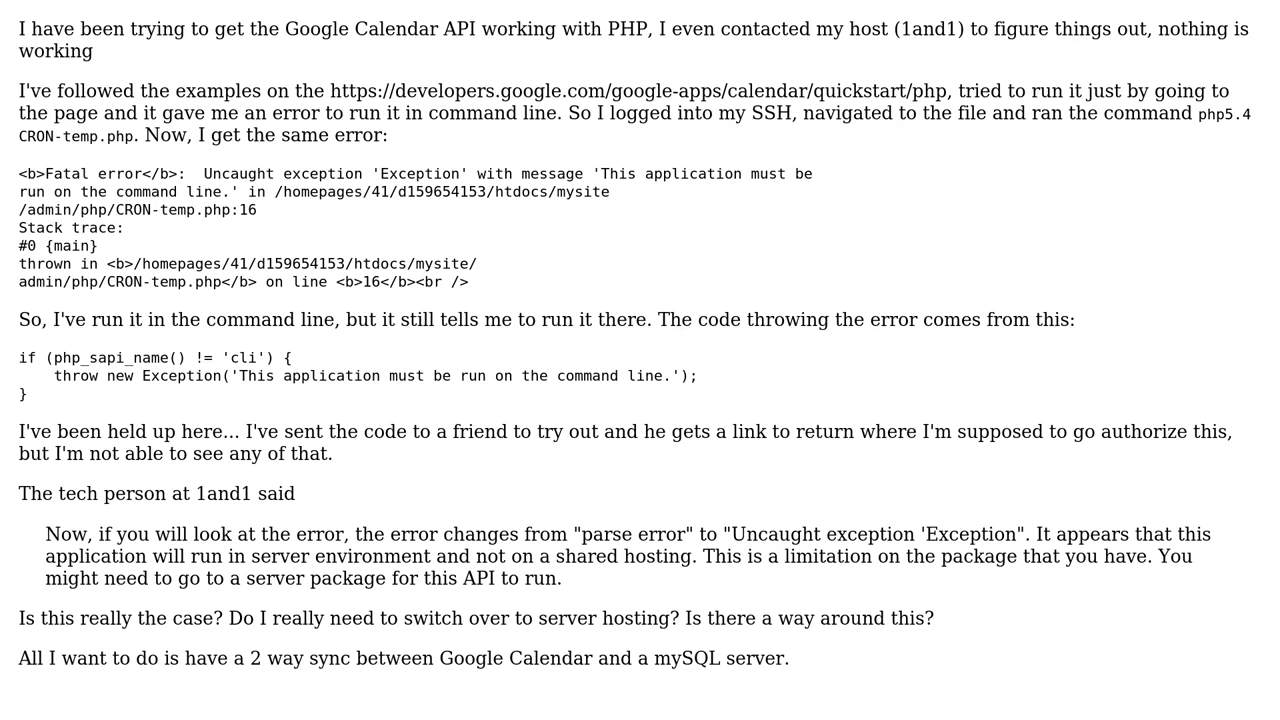 I have been trying to get the Google Calendar API working with PHP, I even contacted my host (1and1) to figure things out, nothing is
working
I've followed the examples on the https://developers.google.com/google-apps/calendar/quickstart/php, tried to run it just by going to
the page and it gave me an error to run it in command line. So I logged into my SSH, navigated to the file and ran the command php5.4
CRON-temp.php. Now, I get the same error:
<b>Fatal error</b>:  Uncaught exception 'Exception' with message 'This application must be
run on the command line.' in /homepages/41/d159654153/htdocs/mysite
/admin/php/CRON-temp.php:16
Stack trace:
#0 {main}
thrown in <b>/homepages/41/d159654153/htdocs/mysite/
admin/php/CRON-temp.php</b> on line <b>16</b><br />
So, I've run it in the command line, but it still tells me to run it there. The code throwing the error comes from this:
if (php_sapi_name() != 'cli') {
    throw new Exception('This application must be run on the command line.');
}
I've been held up here... I've sent the code to a friend to try out and he gets a link to return where I'm supposed to go authorize this,
but I'm not able to see any of that.
The tech person at 1and1 said
Now, if you will look at the error, the error changes from "parse error" to "Uncaught exception 'Exception". It appears that this
application will run in server environment and not on a shared hosting. This is a limitation on the package that you have. You
might need to go to a server package for this API to run.
Is this really the case? Do I really need to switch over to server hosting? Is there a way around this?
All I want to do is have a 2 way sync between Google Calendar and a mySQL server.